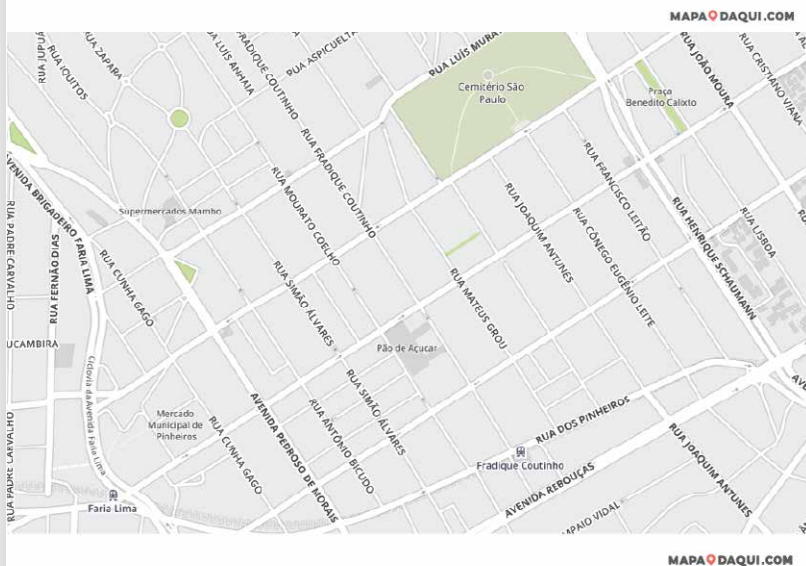 MAPA DAQUI.COM
RUA JUPU
RUA IQUITOS
RUA ZAPARA
RUA LUÍS ANHAIA
FRADIQUE COUTINHO
RUA ASPICUELTA
RUA LUÍS MURAT
Cemitério São
Paulo
Praça
Benedito Calixto
RUA JOÃO MOURA
RUA CRISTIANO VIANA
AVENIDA BRIGADEIRO FARIA LIMA
RUA FRADIQUE COUTINHO
RUA MOURATO COELHO
RUA FRANCISCO LEITÃO
RUA JOAQUIM ANTUNES
RUA CÔNEGO EUGÊNIO LEITE
RUA HENRIQUE SCHAUMANN
RUA LISBOA
Supermercados Mambo
RUA PADRE CARVALHO
RUA FERNÃO DIAS
RUA CUNHA GAGO
RUA SIMÃO ÁLVARES
RUA MATEUS GROU
UCAMBIRA
Ciclovia da Avenida Faria Lima
Pão de Açucar
Mercado
Municipal de
Pinheiros
RUA SIMÃO ÁLVARES
RUA ANTÔNIO BICUDO
AVENIDA PEDROSO DE MORAIS
RUA CUNHA GAGO
RUA DOS PINHEIROS
Fradique Coutinho
AVENIDA REBOUÇAS
RUA JOAQUIM ANTUNES
AVE
RUA PADRE CARVALHO
Faria Lima
MPAIO VIDAL
MAPA DAQUI.COM